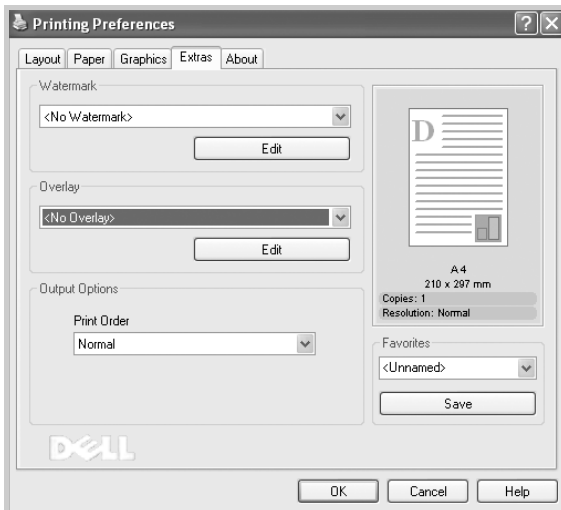 Printing Preferences
Layout Paper Graphics Extras About
Watermark
<No Watermark>
Edit
Overlay
<No Overlay>
Edit
Output Options
Print Order
Normal
D
A4
210 x 297 mm
Copies: 1
Resolution: Normal
Favorites
<Unnamed>
Save
DELL
OK Cancel Help